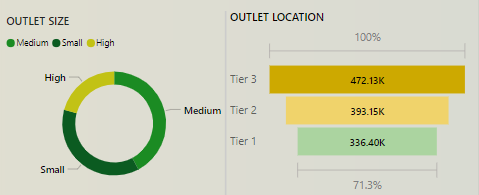 OUTLET SIZE
Medium Small High
High
Medium
Small
OUTLET LOCATION
100%
Tier 3 472.13K
Tier 2 393.15K
Tier 1 336.40K
71.3%